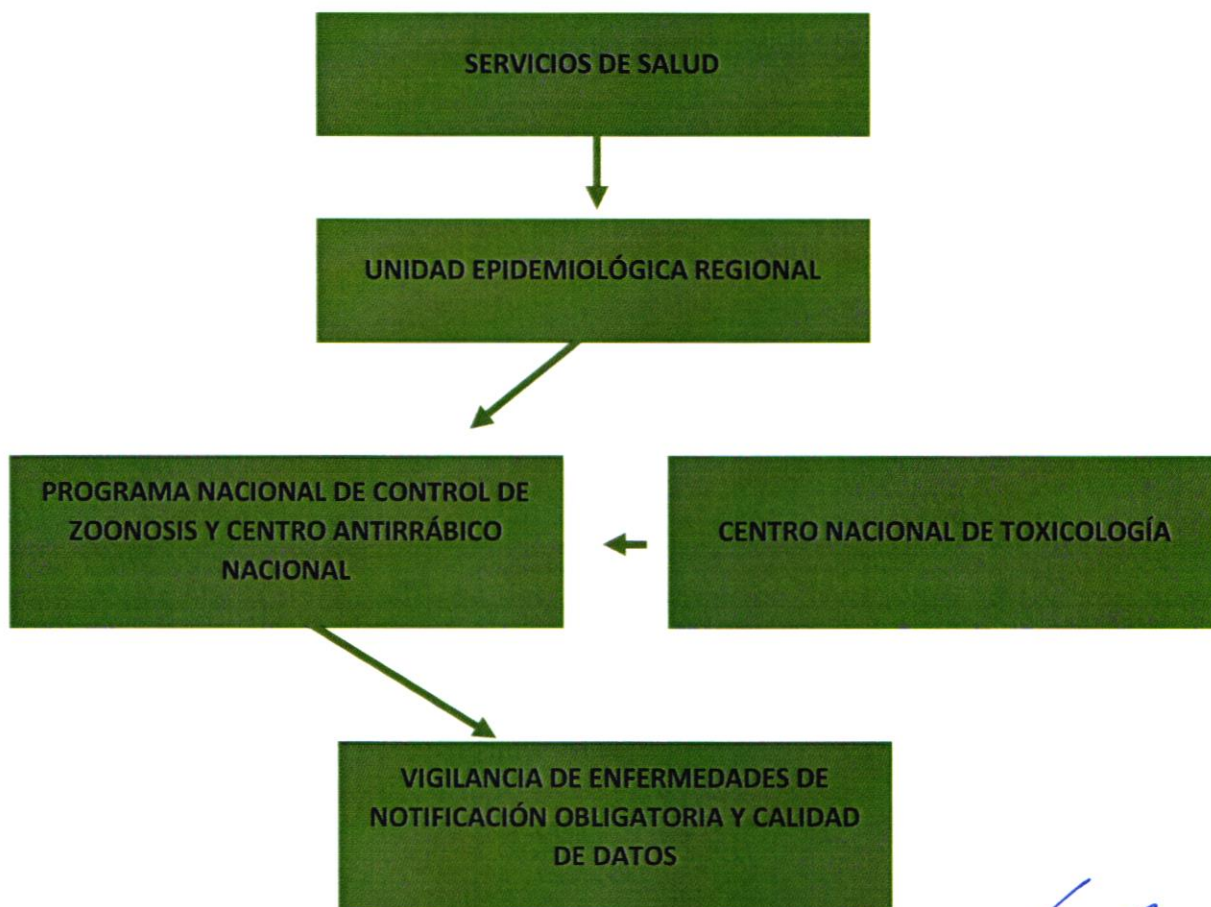 SERVICIOS DE SALUD
UNIDAD EPIDEMIOLÓGICA REGIONAL
PROGRAMA NACIONAL DE CONTROL DE
ZOONOSIS Y CENTRO ANTIRRÁBICO
NACIONAL
CENTRO NACIONAL DE TOXICOLOGÍA
VIGILANCIA DE ENFERMEDADES DE
NOTIFICACIÓN OBLIGATORIA Y CALIDAD
DE DATOS